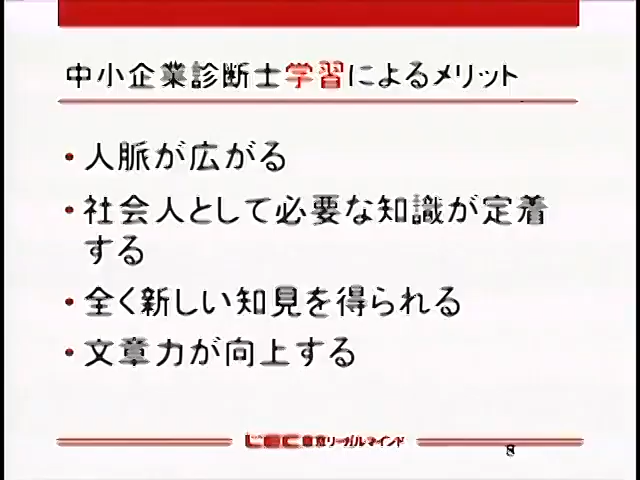 中小企業診断士学習によるメリット
・人脈が広がる
・社会人として必要な知識が定着
する
・全く新しい知見を得られる
・文章力が向上する
LEC東京リーガルマインド
8